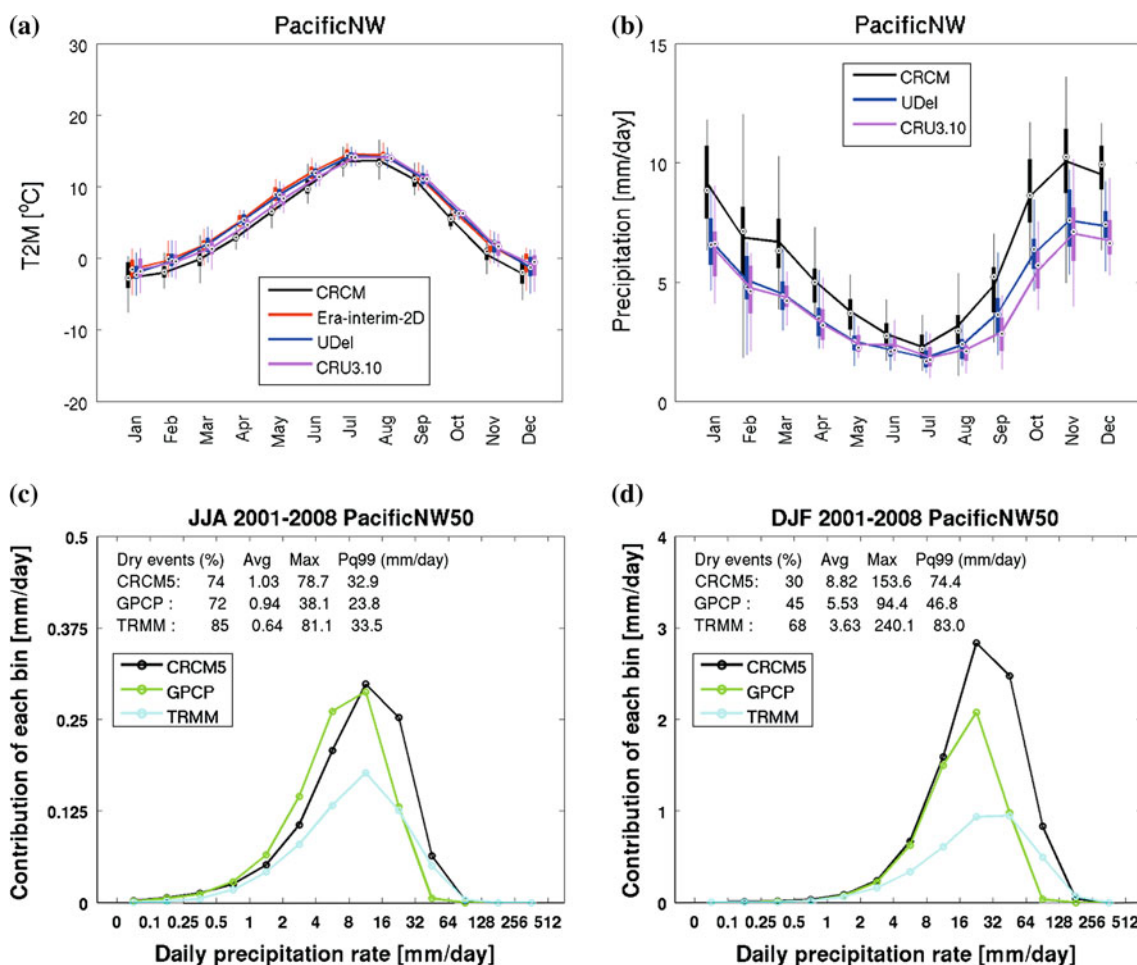 (a)
PacificNW
T2M [ºC]
30
20
10
0
-10
-20
CRCM
Era-interim-2D
UDel
CRU3.10
Jan Feb Mar Apr May Jun Jul Aug Sep Oct Nov Dec
(b)
PacificNW
Precipitation [mm/day]
15
10
5
0
CRCM
UDel
CRU3.10
Jan Feb Mar Apr May Jun Jul Aug Sep Oct Nov Dec
(c)
JJA 2001-2008 PacificNW50
Contribution of each bin [mm/day]
0.5
0.375
0.25
0.125
0
Dry events (%) Avg Max Pq99 (mm/day)
CRCM5: 74 1.03 78.7 32.9
GPCP : 72 0.94 38.1 23.8
TRMM : 85 0.64 81.1 33.5
CRCM5
GPCP
TRMM
0 0.1 0.5 1 2 4 8 16 32 64 128 256 512
Daily precipitation rate [mm/day]
(d)
DJF 2001-2008 PacificNW50
Contribution of each bin [mm/day]
4
3
2
1
0
Dry events (%) Avg Max Pq99 (mm/day)
CRCM5: 30 8.82 153.6 74.4
GPCP : 45 5.53 94.4 46.8
TRMM : 68 3.63 240.1 83.0
CRCM5
GPCP
TRMM
0 0.1 0.5 1 2 4 8 16 32 64 128 256 512
Daily precipitation rate [mm/day]